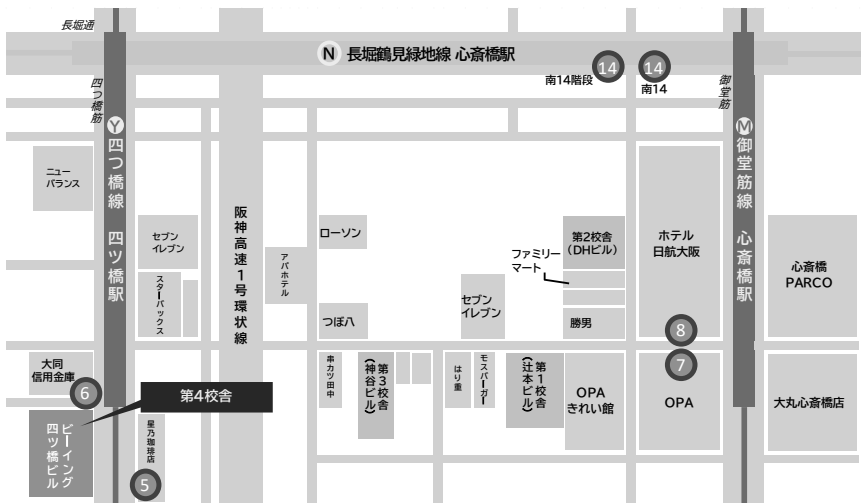 長堀通
N 長堀鶴見緑地線 心斎橋駅
14
14
南14階段
南14
四つ橋筋
御堂筋
Y 四つ橋線 四ツ橋駅
M 御堂筋線 心斎橋駅
ニュー
バランス
セブン
イレブン
スターバックス
阪神高速1号環状線
アパホテル
ローソン
つぼ八
セブン
イレブン
ファミリー
マート
第2校舎
(DHビル)
勝男
ホテル
日航大阪
心斎橋
PARCO
8
7
大同
信用金庫
6
第4校舎
ビーイング
四ツ橋ビル
星乃珈琲店
5
串カツ田中
第3校舎
(神谷ビル)
はり重
モスバーガー
第1校舎
(辻本ビル)
OPA
きれい館
OPA
大丸心斎橋店